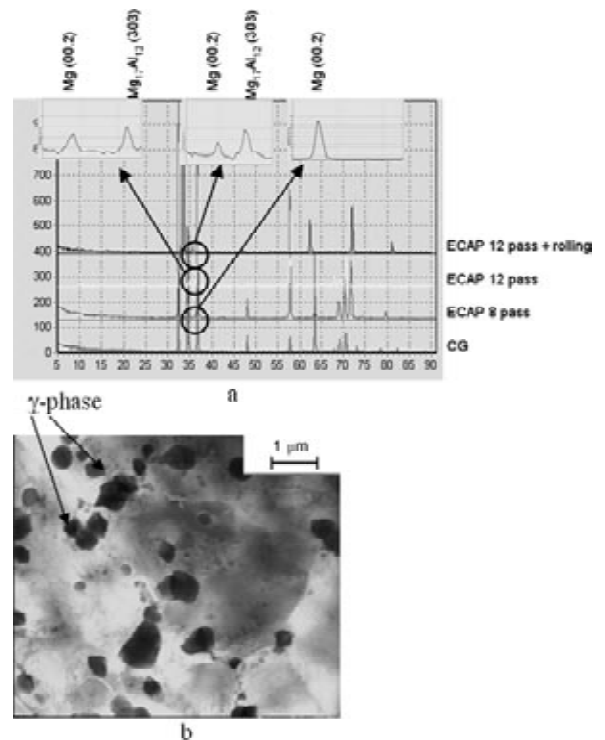 Mg (00.2)
Mg₁₇Al₁₂ (303)
Mg (00.2)
Mg₁₇Al₁₂ (303)
Mg (00.2)
700
600
500
400
300
200
100
0
5 10 15 20 25 30 35 40 45 50 55 60 65 70 75 80 85 90
ECAP 12 pass + rolling
ECAP 12 pass
ECAP 8 pass
CG
a
γ-phase
1 μm
b